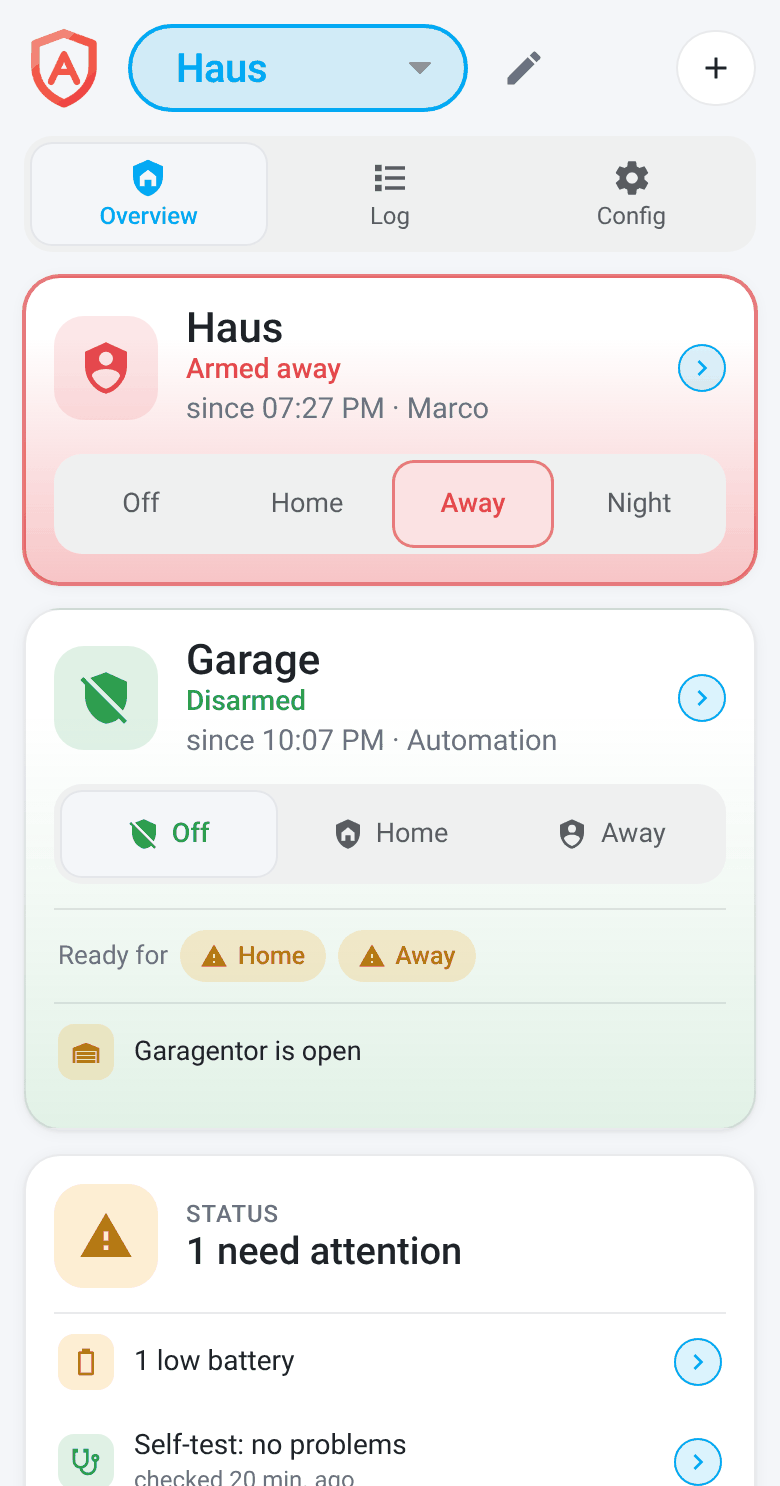 Haus
Overview
Log
Config
Haus
Armed away
since 07:27 PM · Marco
Off
Home
Away
Night
Garage
Disarmed
since 10:07 PM · Automation
Off
Home
Away
Ready for
Home
Away
Garagentor is open
STATUS
1 need attention
1 low battery
Self-test: no problems
checked 20 min. ago